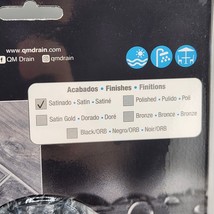 www.qmdrain.com
QM Drain qmdrain
Acabados • Finishes • Finitions
Satinado • Satin • Satiné
Polished • Pulido • Poli
Satin Gold • Dorado • Doré
Bronze • Bronze • Bronze
Black/ORB • Negro/ORB • Noir/ORB